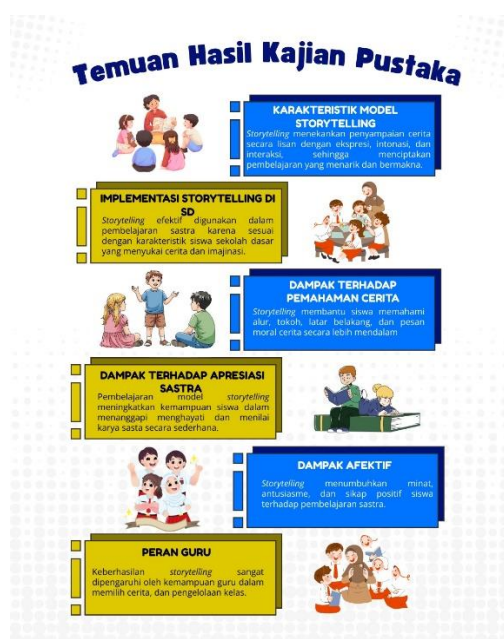 Temuan Hasil Kajian Pustaka
KARAKTERISTIK MODEL
STORYTELLING
Storytelling menekankan penyampaian cerita
secara lisan dengan ekspresi, intonasi, dan
interaksi, sehingga menciptakan
pembelajaran yang menarik dan bermakna.
IMPLEMENTASI STORYTELLING DI
SD
Storytelling efektif digunakan dalam
pembelajaran sastra karena sesuai
dengan karakteristik siswa sekolah dasar
yang menyukai cerita dan imajinasi.
DAMPAK TERHADAP
PEMAHAMAN CERITA
Storytelling membantu siswa memahami
alur, tokoh, latar belakang, dan pesan
moral cerita secara lebih mendalam
DAMPAK TERHADAP APRESIASI
SASTRA
Pembelajaran model storytelling
meningkatkan kemampuan siswa dalam
menanggapi menghayati dan menilai
karya sasta secara sederhana.
DAMPAK AFEKTIF
Storytelling menumbuhkan minat,
antusiasme, dan sikap positif siswa
terhadap pembelajaran sastra.
PERAN GURU
Keberhasilan storytelling sangat
dipengaruhi oleh kemampuan guru dalam
memilih cerita, dan pengelolaan kelas.